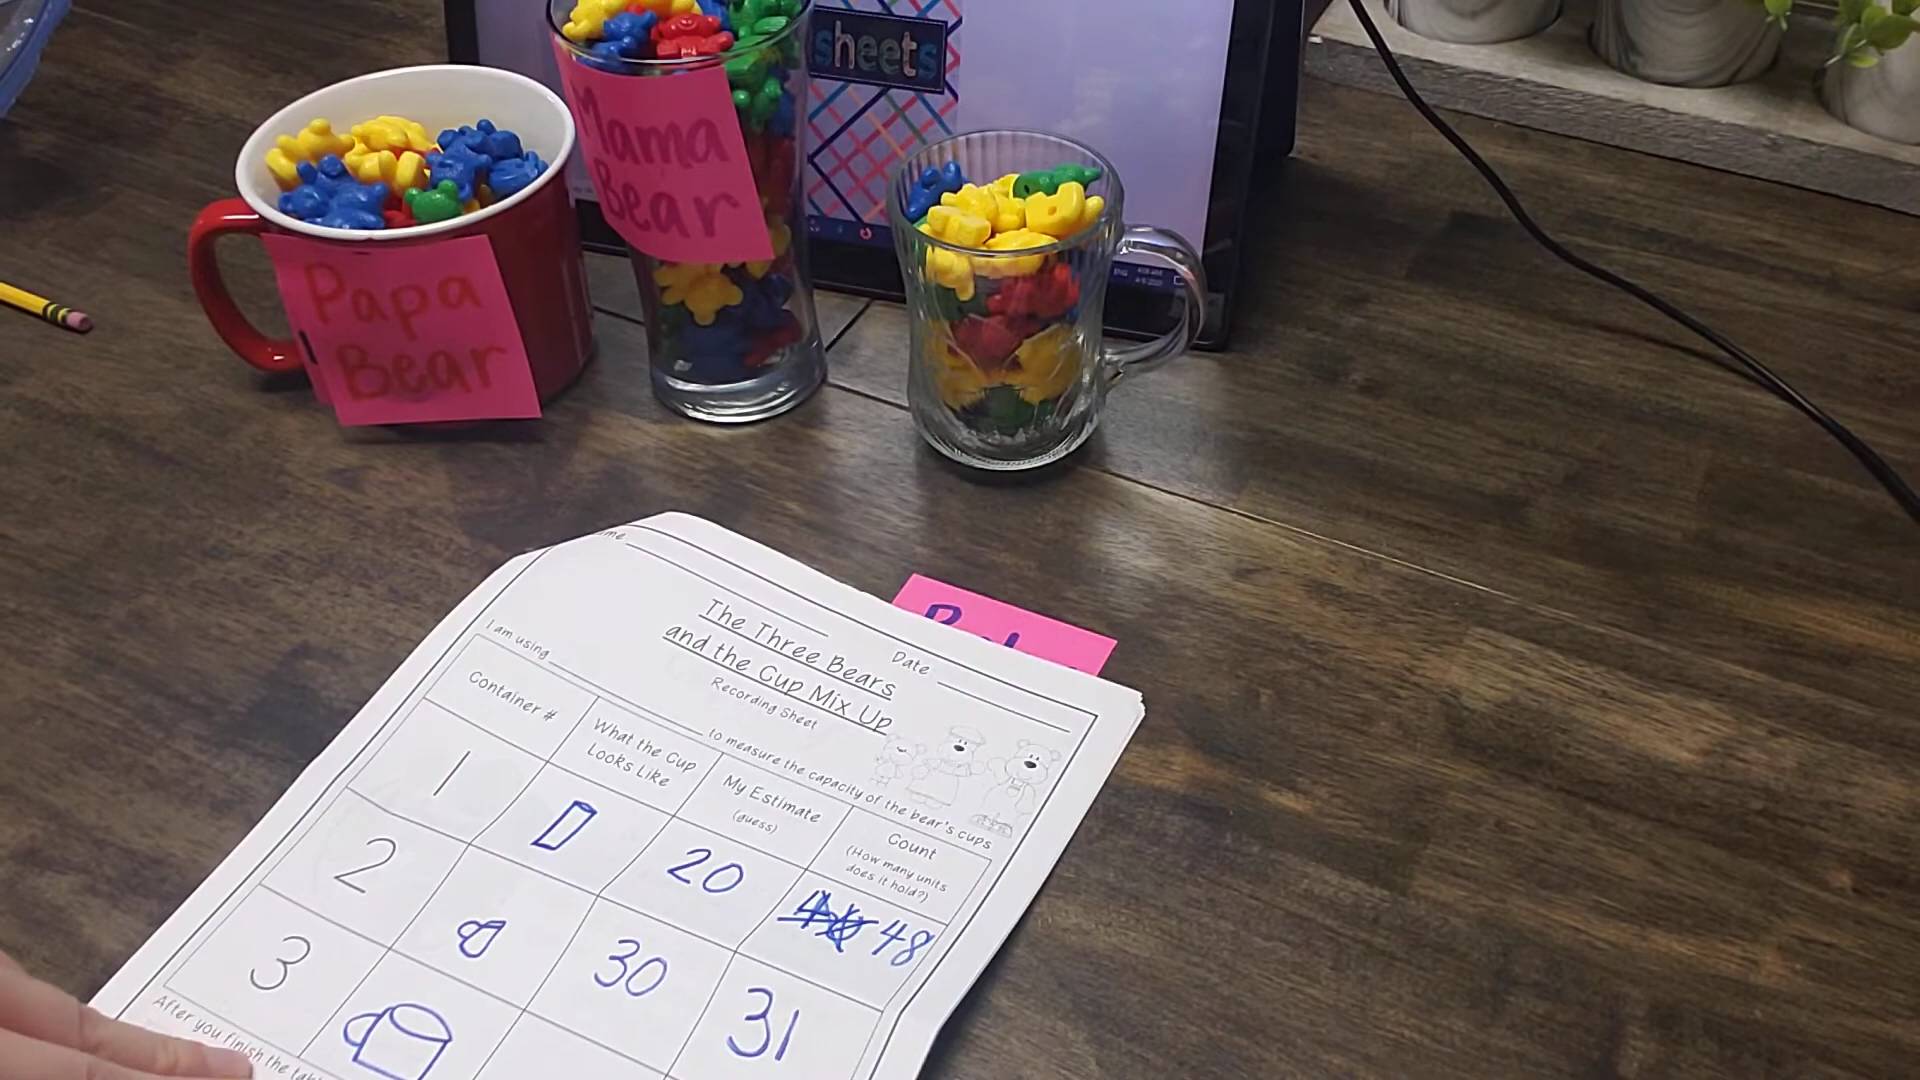 sheets
Mama
Bear
Papa
Bear
ENG
Name
Date
The Three Bears
and the Cup Mix Up
Recording Sheet
I am using to measure the capacity of the bear's cups
Container #
What the Cup
Looks Like
My Estimate
(guess)
Count
(How many units
does it hold?)
1
20
48
2
30
31
3
After you finish the